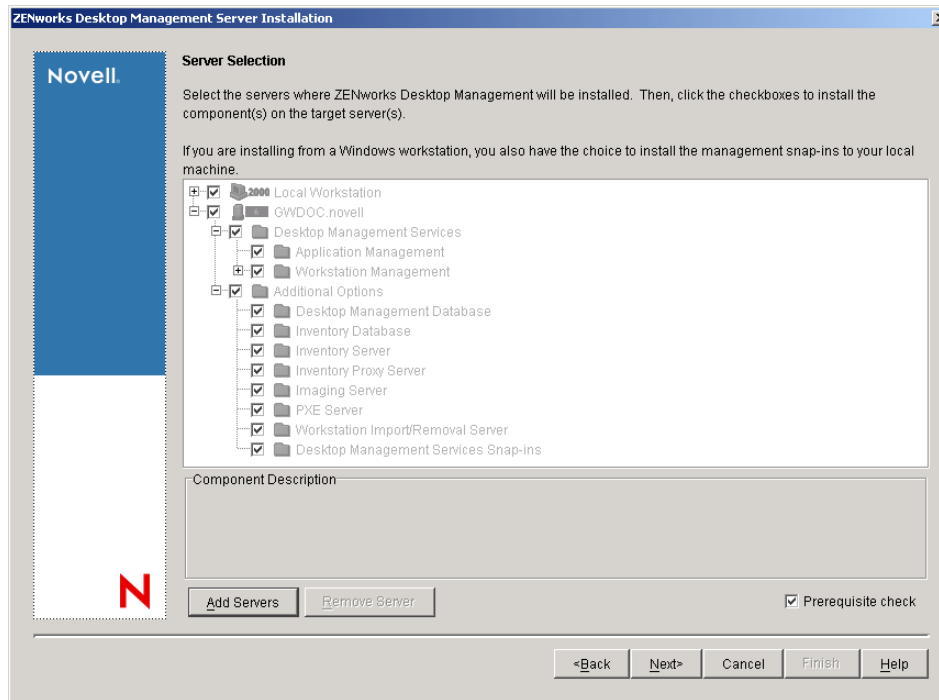 ZENworks Desktop Management Server Installation
Novell.
Server Selection
Select the servers where ZENworks Desktop Management will be installed. Then, click the checkboxes to install the
component(s) on the target server(s).
If you are installing from a Windows workstation, you also have the choice to install the management snap-ins to your local
machine.
2000 Local Workstation
GWDOC.novell
Desktop Management Services
Application Management
Workstation Management
Additional Options
Desktop Management Database
Inventory Database
Inventory Server
Inventory Proxy Server
Imaging Server
PXE Server
Workstation Import/Removal Server
Desktop Management Services Snap-ins
Component Description
N
Add Servers
Remove Server
Prerequisite check
<Back
Next>
Cancel
Finish
Help